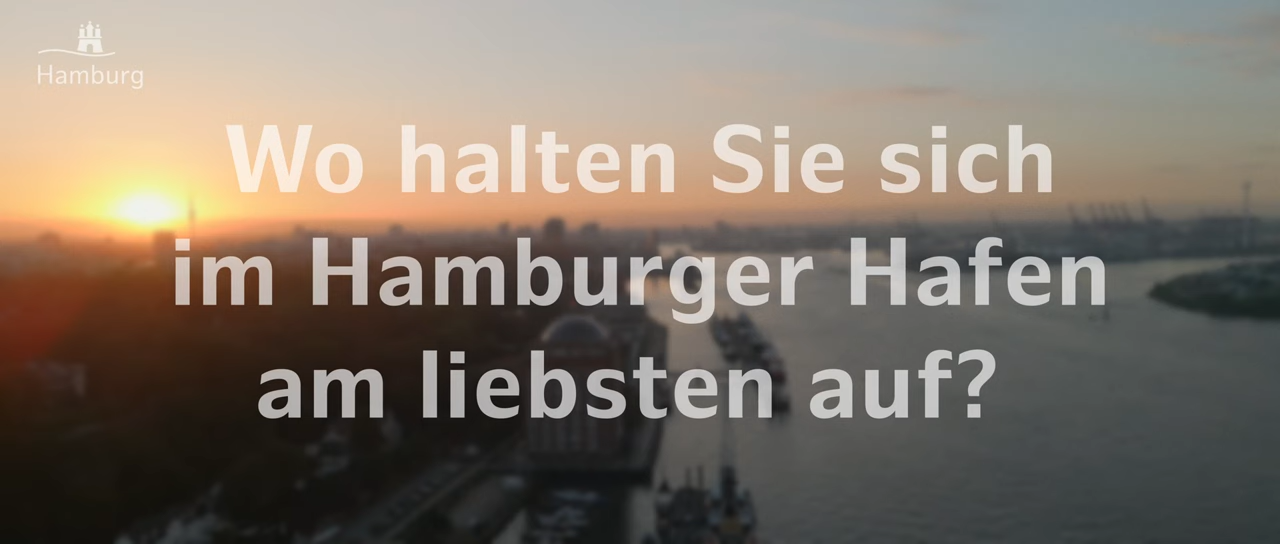 Hamburg
Wo halten Sie sich
im Hamburger Hafen
am liebsten auf?